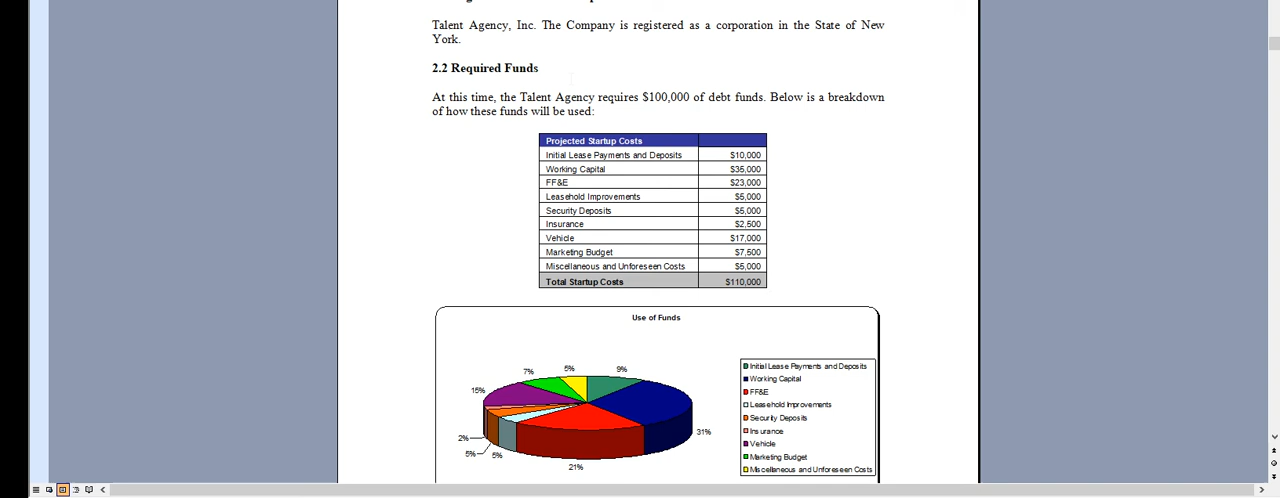 Talent Agency, Inc. The Company is registered as a corporation in the State of New
York.
2.2 Required Funds
At this time, the Talent Agency requires $100,000 of debt funds. Below is a breakdown
of how these funds will be used:
Projected Startup Costs
Initial Lease Payments and Deposits $10,000
Working Capital $35,000
FF&E $23,000
Leasehold Improvements $5,000
Security Deposits $5,000
Insurance $2,500
Vehicle $17,000
Marketing Budget $7,500
Miscellaneous and Unforeseen Costs $5,000
Total Startup Costs $110,000
Use of Funds
5% 9%
7%
15%
31%
2%
5% 5%
21%
Initial Lease Payments and Deposits
Working Capital
FF&E
Leasehold Improvements
Security Deposits
Insurance
Vehicle
Marketing Budget
Miscellaneous and Unforeseen Costs